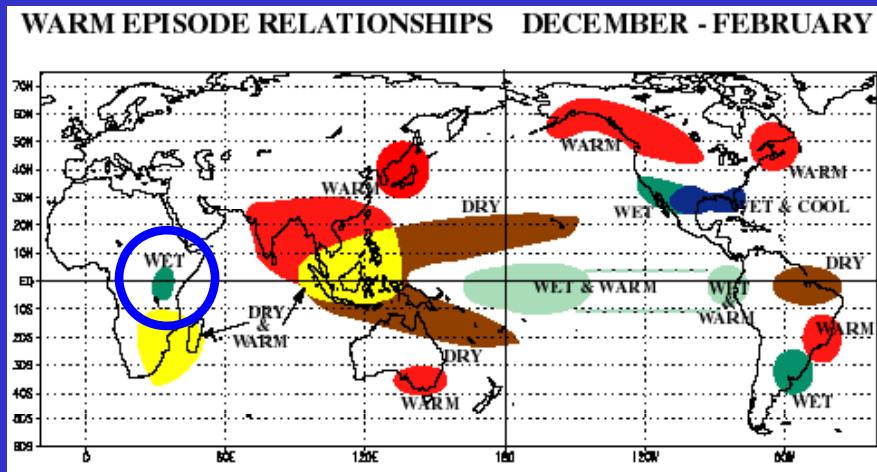 WARM EPISODE RELATIONSHIPS DECEMBER - FEBRUARY
70N
60N
50N
40N
30N
20N
10N
EQ
10S
20S
30S
40S
50S
60S
WARM
WARM
WARM
DRY
WET
WET & COOL
WET
DRY
WET & WARM
WET
&
WARM
DRY
&
WARM
WARM
DRY
WARM
WET
0
60E
120E
180
120W
60W